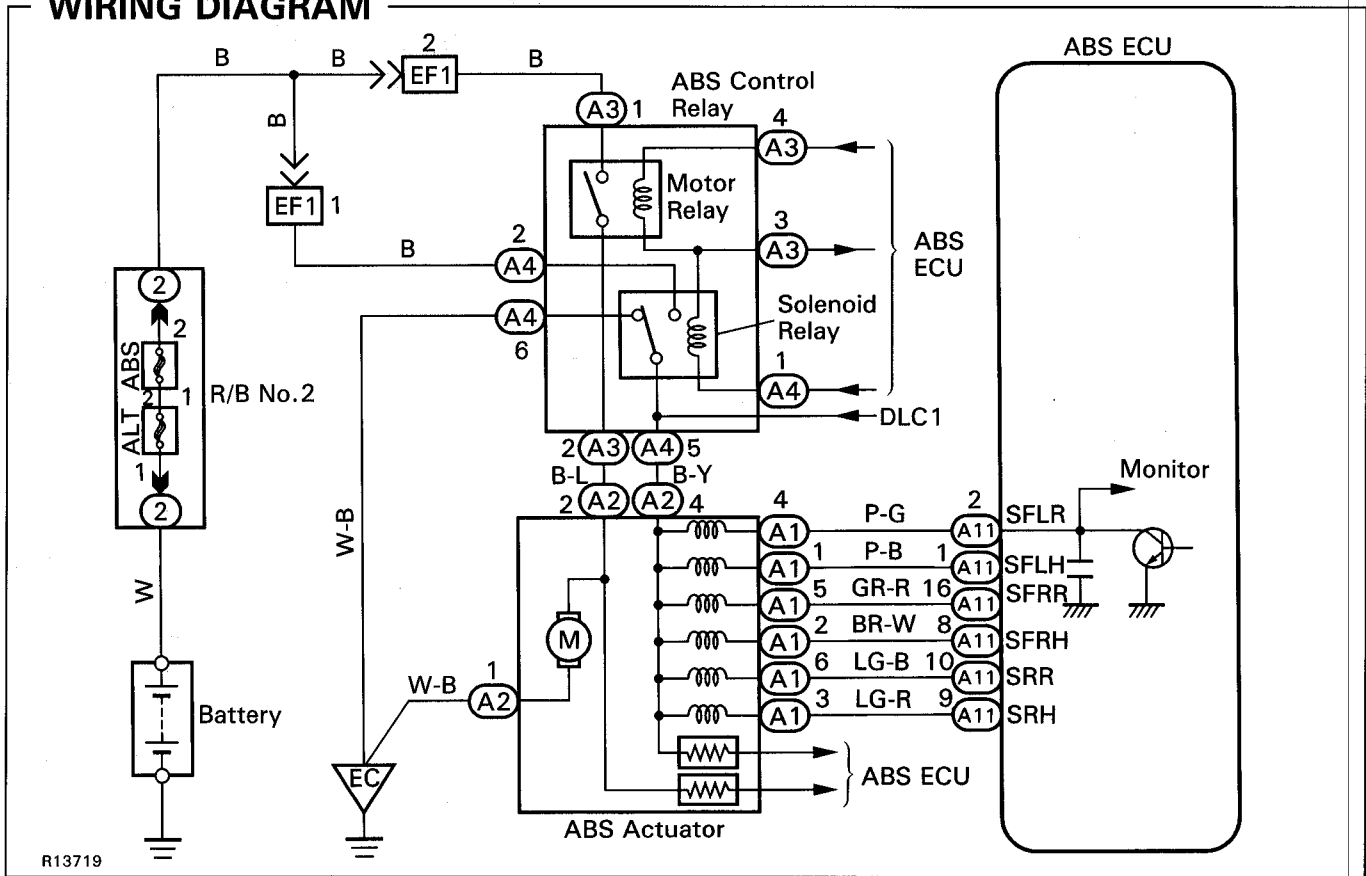 WIRING DIAGRAM
ABS ECU
B
B
2
EF1
B
ABS Control
Relay
A3
1
4
A3
B
EF1
1
Motor
Relay
3
A3
ABS
ECU
2
B
A4
A4
6
Solenoid
Relay
1
A4
DLC1
2
2
ABS
1
2
ALT
1
2
R/B No.2
2
A3
A4
5
B-L
B-Y
2
A2
A2
4
Monitor
W-B
4
A1
P-G
2
A11
SFLR
A1
1
P-B
1
A11
SFLH
A1
5
GR-R
16
A11
SFRR
A1
2
BR-W
8
A11
SFRH
A1
6
LG-B
10
A11
SRR
A1
3
LG-R
9
A11
SRH
M
W
1
W-B
A2
Battery
EC
ABS ECU
ABS Actuator
R13719